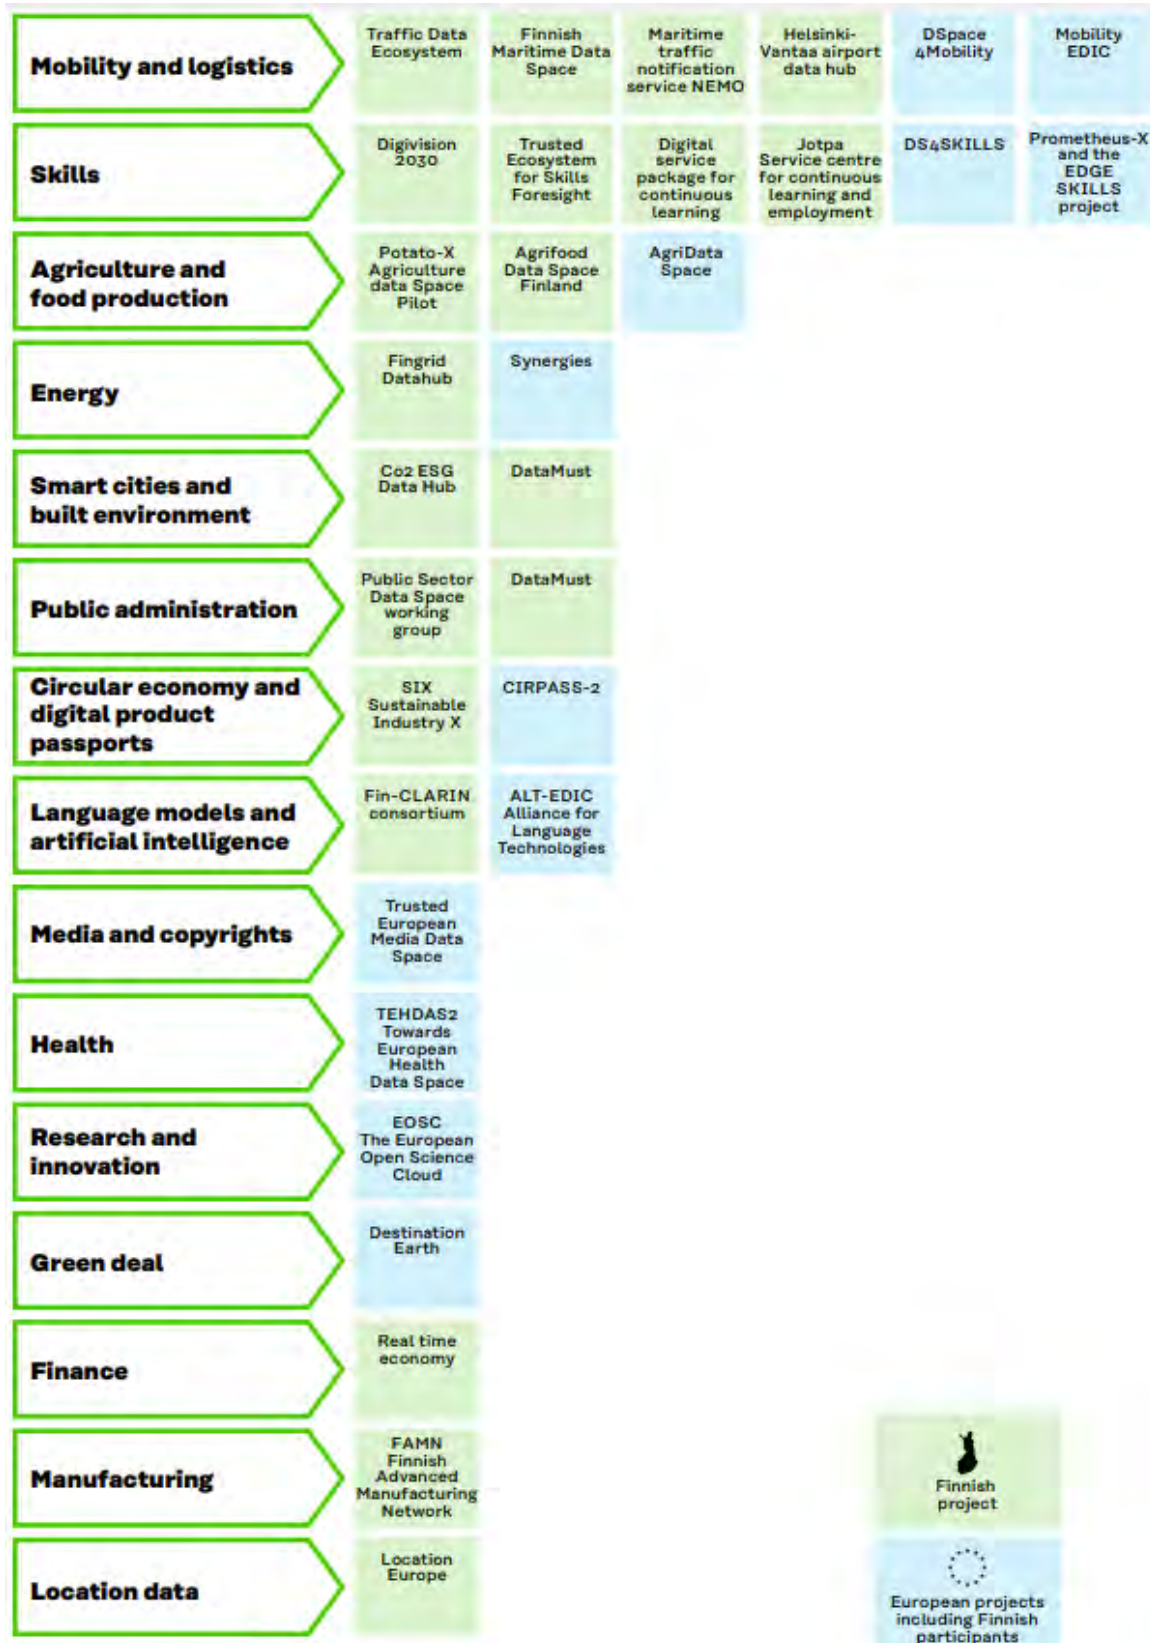 Mobility and logistics
Traffic Data
Ecosystem
Finnish
Maritime Data
Space
Maritime
traffic
notification
service NEMO
Helsinki-
Vantaa airport
data hub
DSpace
4Mobility
Mobility
EDIC
Skills
Digivision
2030
Trusted
Ecosystem
for Skills
Foresight
Digital
service
package for
continuous
learning
Jotpa
Service centre
for continuous
learning and
employment
DS4SKILLS
Prometheus-X
and the
EDGE
SKILLS
project
Agriculture and
food production
Potato-X
Agriculture
data Space
Pilot
Agrifood
Data Space
Finland
AgriData
Space
Energy
Fingrid
Datahub
Synergies
Smart cities and
built environment
Co2 ESG
Data Hub
DataMust
Public administration
Public Sector
Data Space
working
group
DataMust
Circular economy and
digital product
passports
SIX
Sustainable
Industry X
CIRPASS-2
Language models and
artificial intelligence
Fin-CLARIN
consortium
ALT-EDIC
Alliance for
Language
Technologies
Media and copyrights
Trusted
European
Media Data
Space
Health
TEHDAS2
Towards
European
Health
Data Space
Research and
innovation
EOSC
The European
Open Science
Cloud
Green deal
Destination
Earth
Finance
Real time
economy
Manufacturing
FAMN
Finnish
Advanced
Manufacturing
Network
Location data
Location
Europe
Finnish
project
European projects
including Finnish
participants